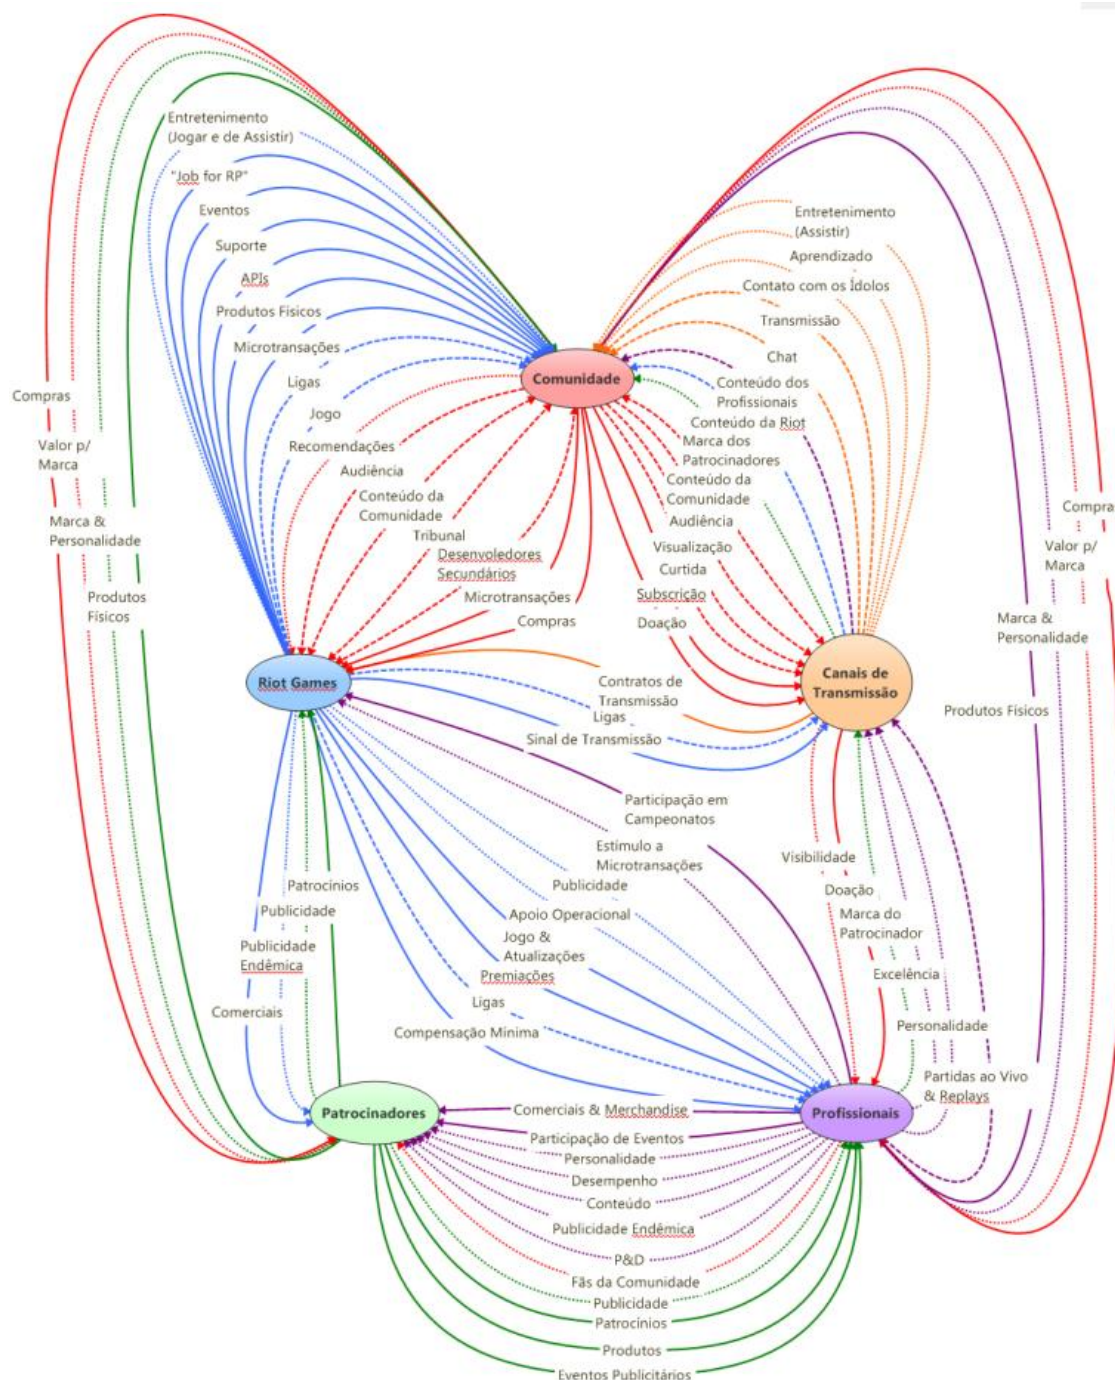 Entretenimento
(Jogar e de Assistir)
"Job for RP"
Eventos
Suporte
APIs
Produtos Físicos
Microtransações
Ligas
Jogo
Recomendações
Audiência
Conteúdo da
Comunidade
Tribunal
Desenvoledores
Secundários
Microtransações
Compras
Comunidade
Entretenimento
(Assistir)
Aprendizado
Contato com os Ídolos
Transmissão
Chat
Conteúdo dos
Profissionais
Conteúdo da Riot
Marca dos
Patrocinadores
Conteúdo da
Comunidade
Audiência
Visualização
Curtida
Subscrição
Doação
Compras
Valor p/
Marca
Marca &
Personalidade
Produtos
Físicos
Compra
Valor p/
Marca
Marca &
Personalidade
Produtos Físicos
Riot Games
Canais de
Transmissão
Contratos de
Transmissão
Ligas
Sinal de Transmissão
Participação em
Campeonatos
Estímulo a
Microtransações
Publicidade
Apoio Operacional
Jogo &
Atualizações
Premiações
Ligas
Compensação Mínima
Patrocínios
Publicidade
Publicidade
Endêmica
Comerciais
Visibilidade
Doação
Marca do
Patrocinador
Excelência
Personalidade
Partidas ao Vivo
& Replays
Patrocinadores
Profissionais
Comerciais & Merchandise
Participação de Eventos
Personalidade
Desempenho
Conteúdo
Publicidade Endêmica
P&D
Fãs da Comunidade
Publicidade
Patrocínios
Produtos
Eventos Publicitários